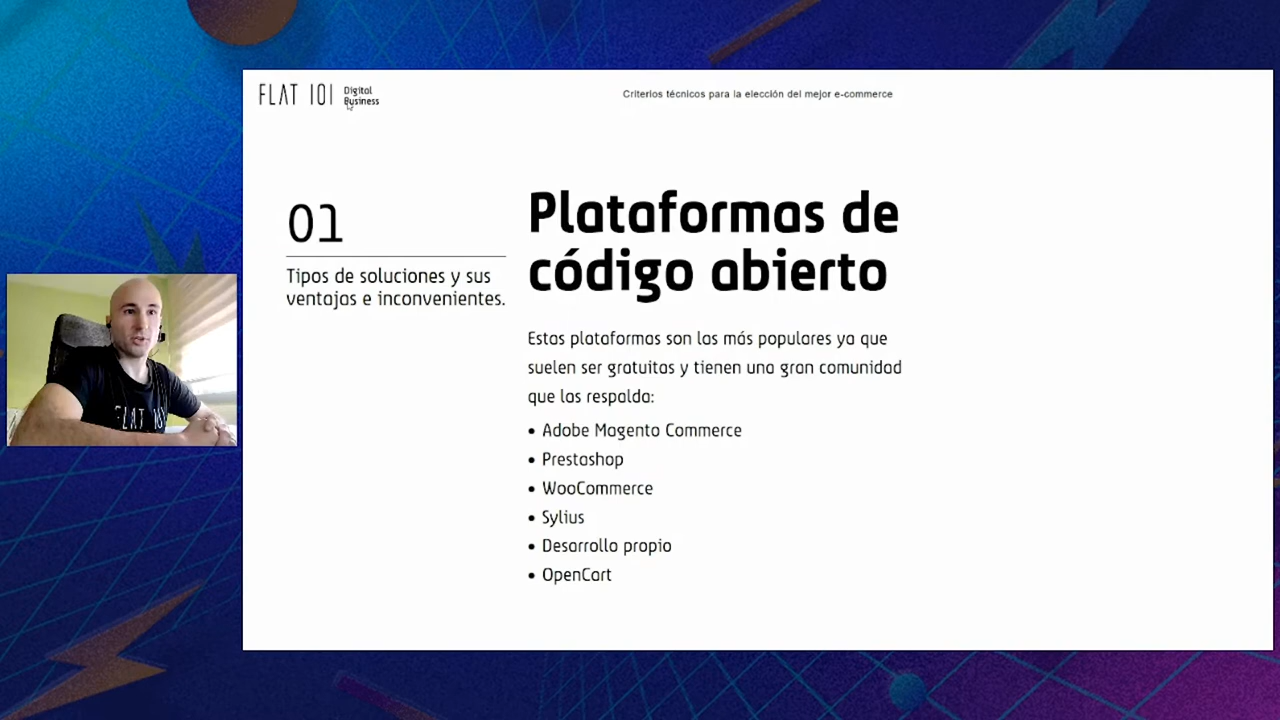 FLAT 101 Digital
Business
Criterios técnicos para la elección del mejor e-commerce
01
Tipos de soluciones y sus
ventajas e inconvenientes.
Plataformas de
código abierto
Estas plataformas son las más populares ya que
suelen ser gratuitas y tienen una gran comunidad
que las respalda:
• Adobe Magento Commerce
• Prestashop
• WooCommerce
• Sylius
• Desarrollo propio
• OpenCart
FLAT 101